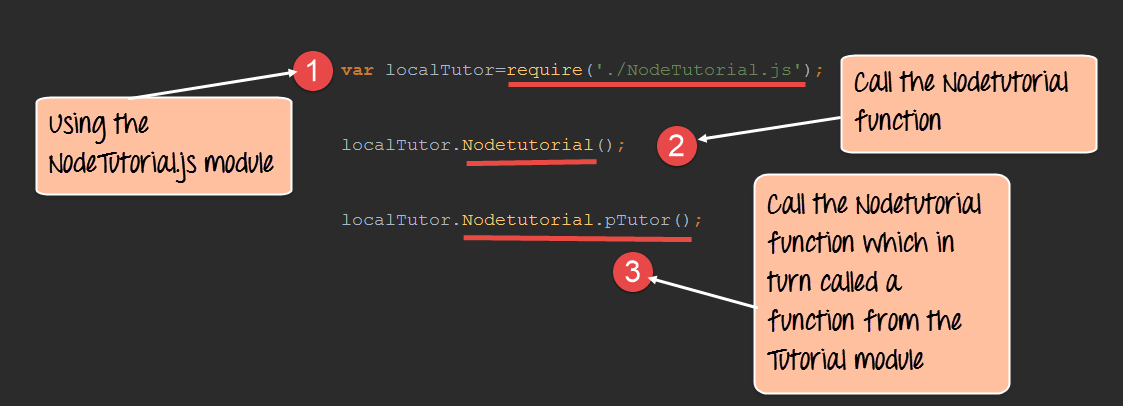 1 var localTutor=require('./NodeTutorial.js');
Using the
NodeTutorial.js module
localTutor.Nodetutorial();
2
Call the Nodetutorial
function
localTutor.Nodetutorial.pTutor();
3
Call the Nodetutorial
function which in
turn called a
function from the
Tutorial module